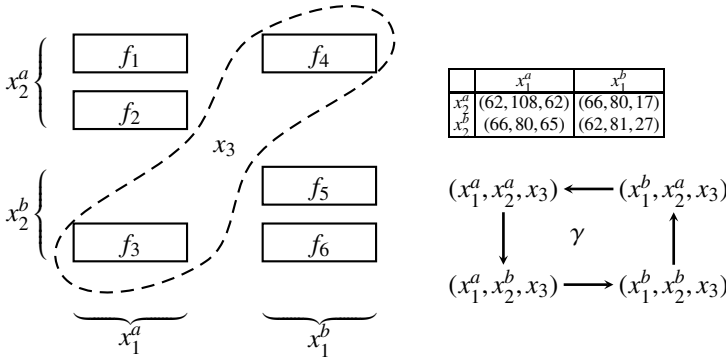 x_2^a f_1 f_4
f_2
x_3
x_2^b f_5
f_3 f_6
x_1^a x_1^b
x_1^a x_1^b
x_2^a (62, 108, 62) (66, 80, 17)
x_2^b (66, 80, 65) (62, 81, 27)
(x_1^a, x_2^a, x_3) (x_1^b, x_2^a, x_3)
γ
(x_1^a, x_2^b, x_3) (x_1^b, x_2^b, x_3)